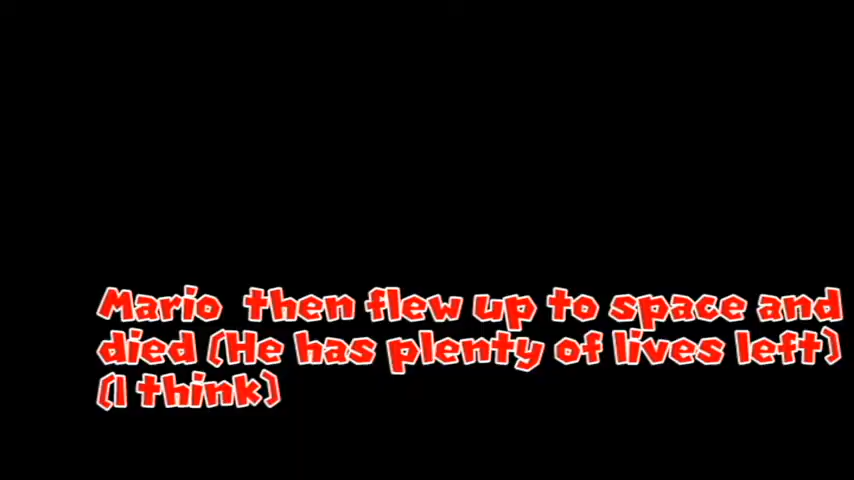 Mario  then flew up to space and
died (He has plenty of lives left)
(I think)